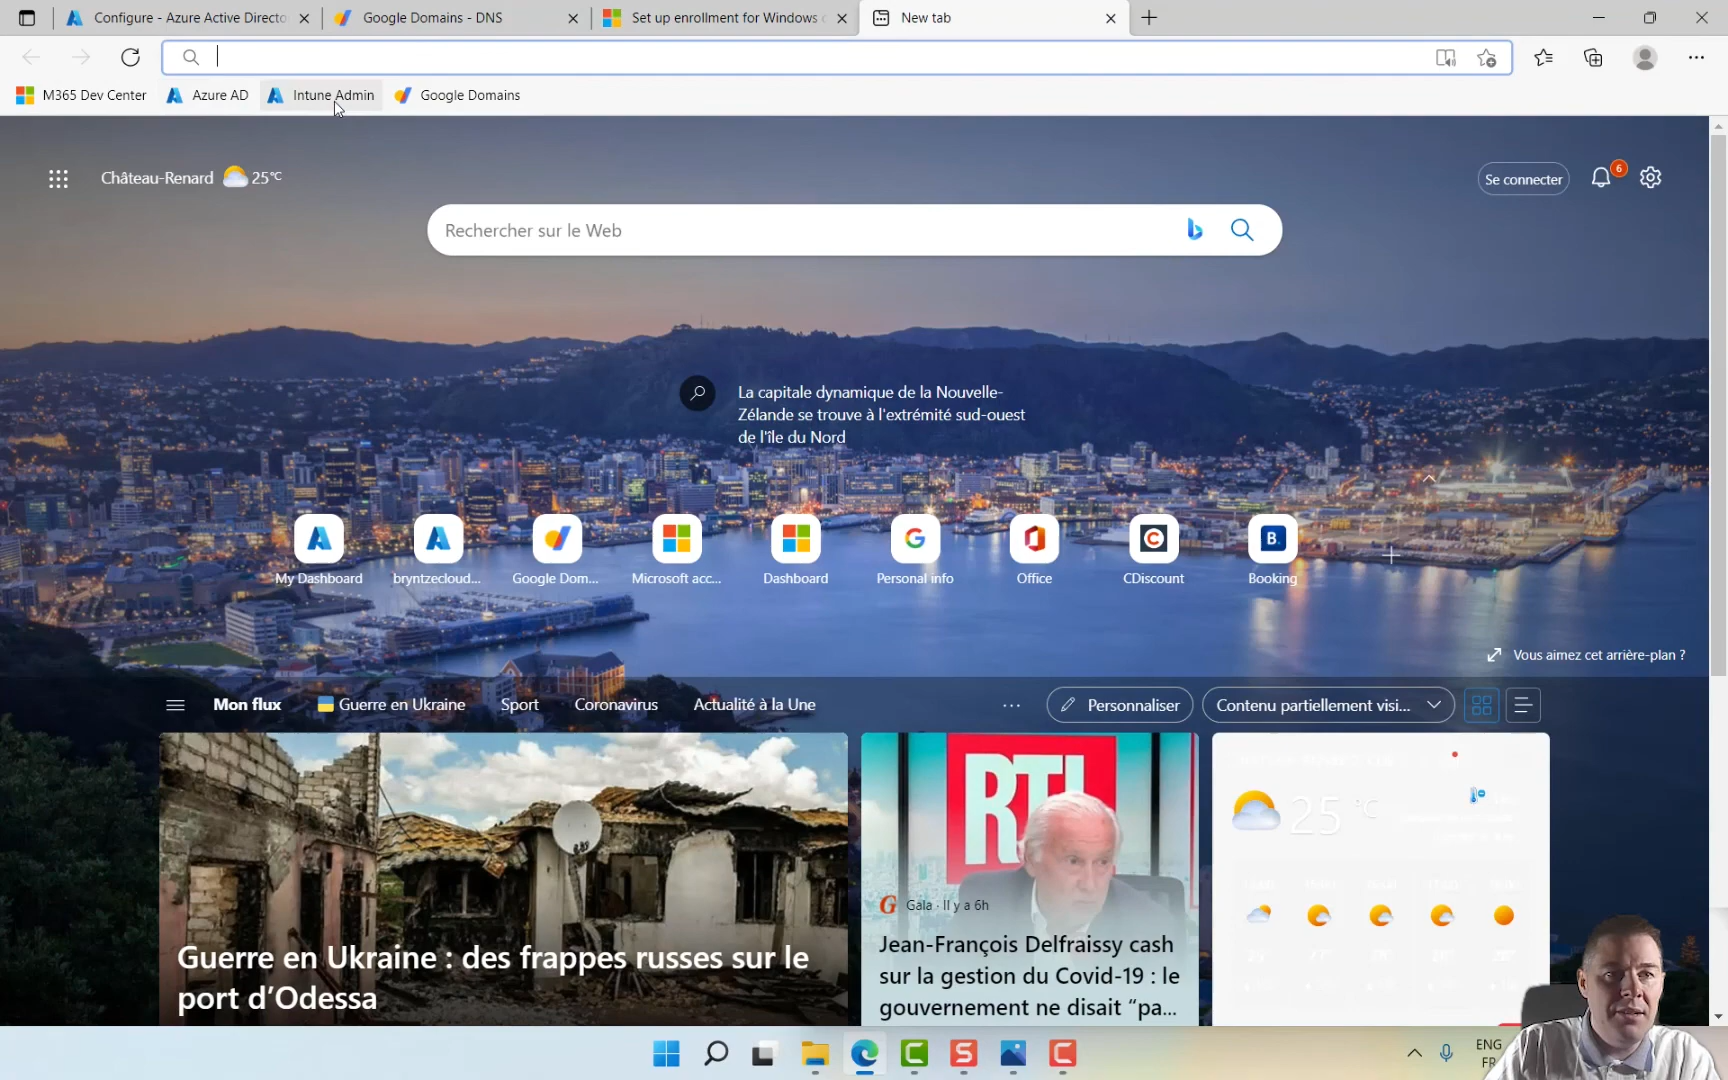 Configure - Azure Active Directo
Google Domains - DNS
Set up enrollment for Windows
New tab
M365 Dev Center
Azure AD
Intune Admin
Google Domains
Château-Renard
25°C
Se connecter
6
Rechercher sur le Web
La capitale dynamique de la Nouvelle-
Zélande se trouve à l'extrémité sud-ouest
de l'île du Nord
My Dashboard
bryntzecloud...
Google Dom...
Microsoft acc...
Dashboard
Personal info
Office
CDiscount
B.
Booking
Vous aimez cet arrière-plan ?
Mon flux
Guerre en Ukraine
Sport
Coronavirus
Actualité à la Une
Personnaliser
Contenu partiellement visi...
RTL
Guerre en Ukraine : des frappes russes sur le
port d'Odessa
Gala · Il y a 6h
Jean-François Delfraissy cash
sur la gestion du Covid-19 : le
gouvernement ne disait "pa...
25 °C
ENG
FR